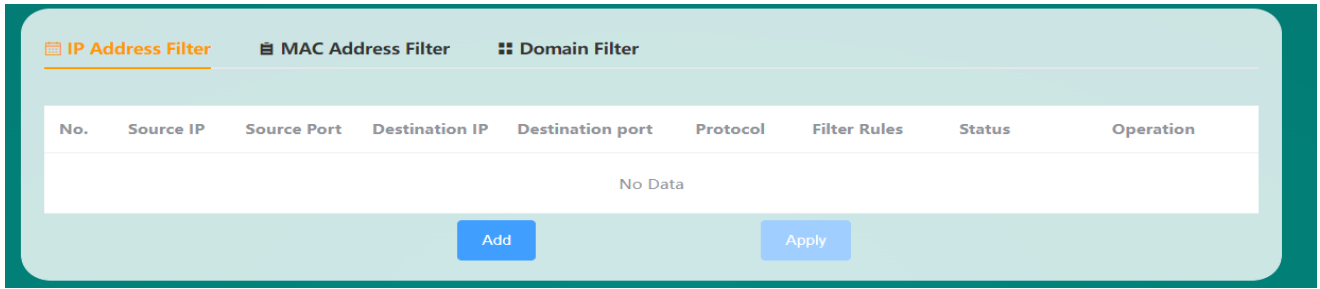 IP Address Filter MAC Address Filter Domain Filter
No. Source IP Source Port Destination IP Destination port Protocol Filter Rules Status Operation
No Data
Add Apply